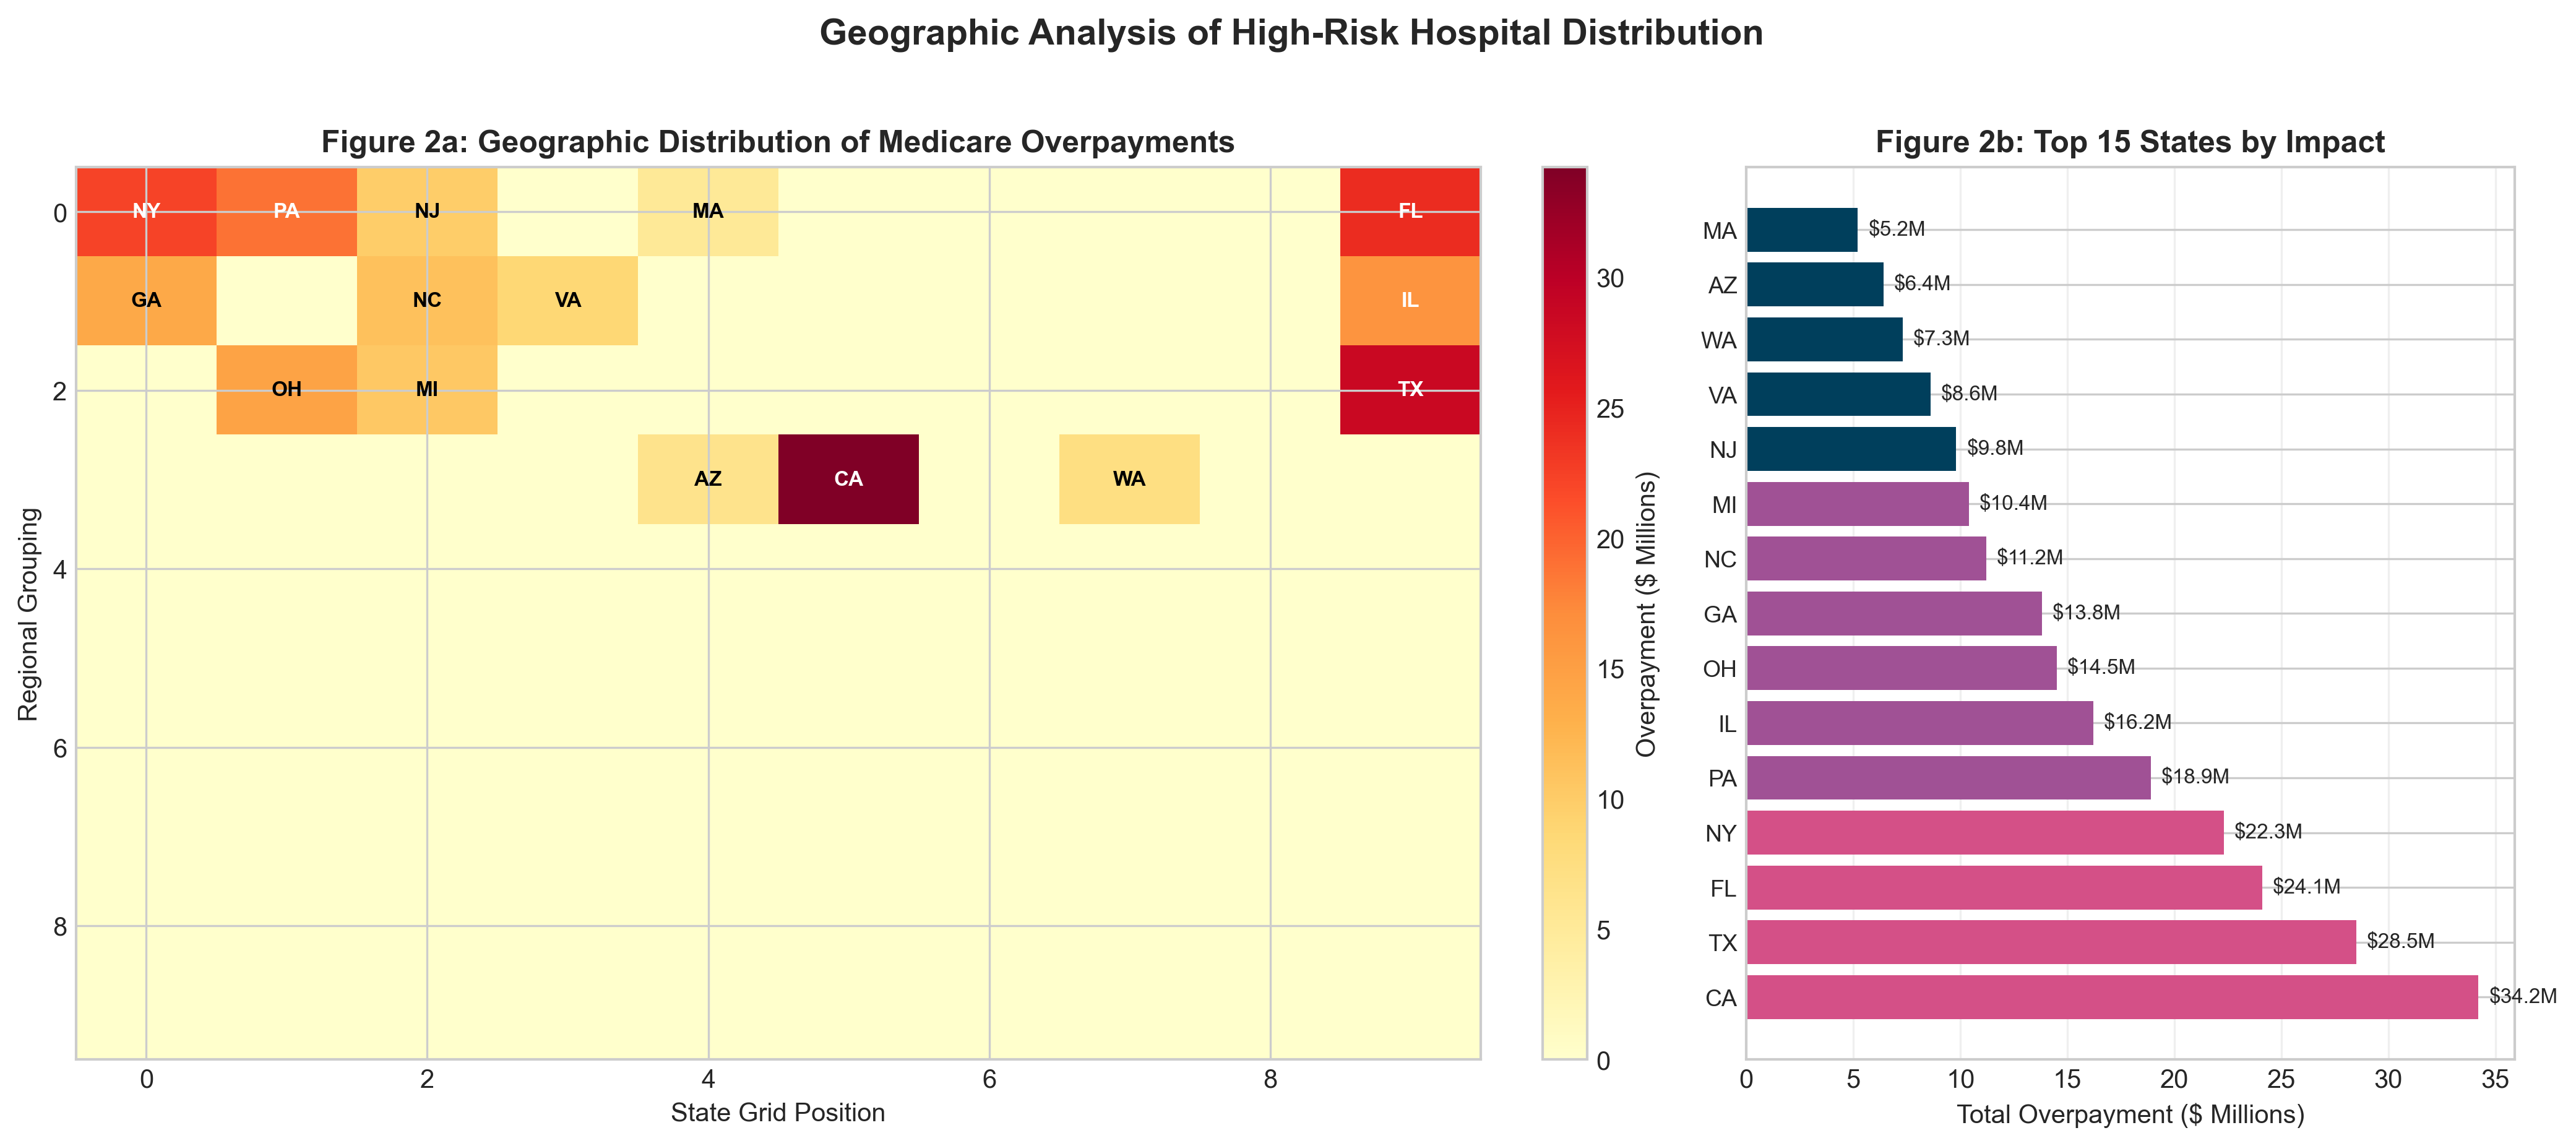 Geographic Analysis of High-Risk Hospital Distribution
Figure 2a: Geographic Distribution of Medicare Overpayments
NY PA NJ MA FL
GA NC VA IL
OH MI TX
AZ CA WA
0
2
4
6
8
Regional Grouping
0 2 4 6 8
State Grid Position
30
25
20
15
10
5
0
Overpayment ($ Millions)
Figure 2b: Top 15 States by Impact
MA $5.2M
AZ $6.4M
WA $7.3M
VA $8.6M
NJ $9.8M
MI $10.4M
NC $11.2M
GA $13.8M
OH $14.5M
IL $16.2M
PA $18.9M
NY $22.3M
FL $24.1M
TX $28.5M
CA $34.2M
0 5 10 15 20 25 30 35
Total Overpayment ($ Millions)